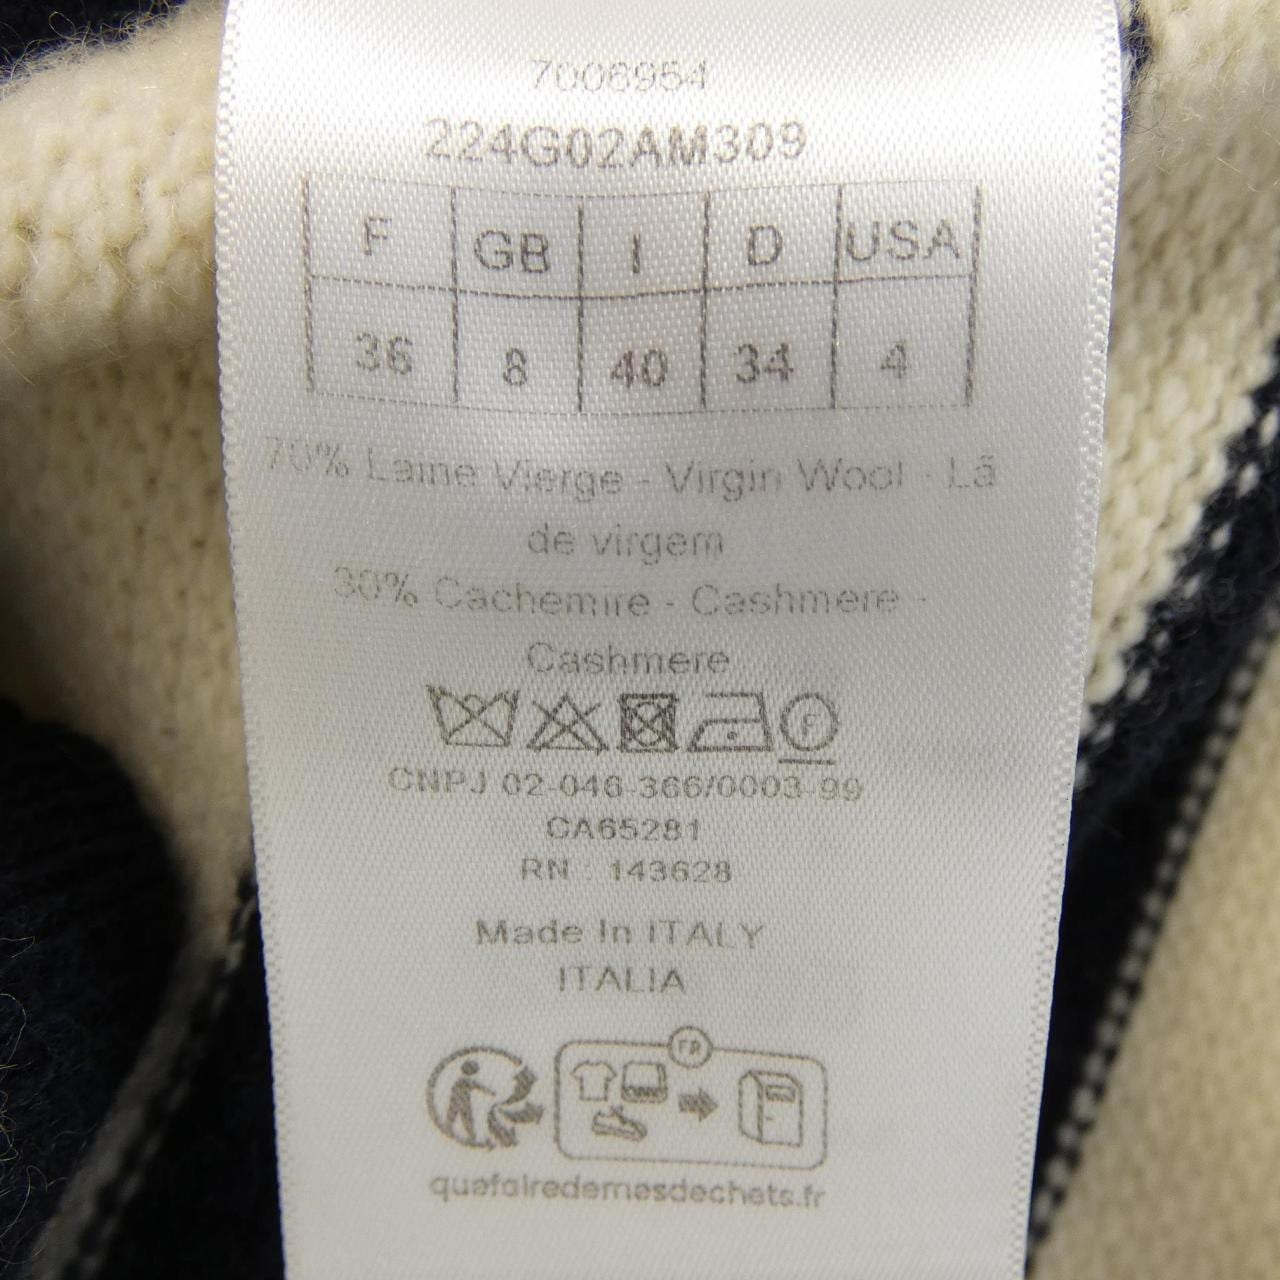 7006954
224G02AM309
F GB I D USA
36 8 40 34 4
70% Laine Vierge - Virgin Wool - Lã
de virgem
30% Cachemire - Cashmere -
Cashmere
F
CNPJ 02-046-366/0003-99
CA65281
RN : 143628
Made In ITALY
ITALIA
FR
quefairedemesdechets.fr